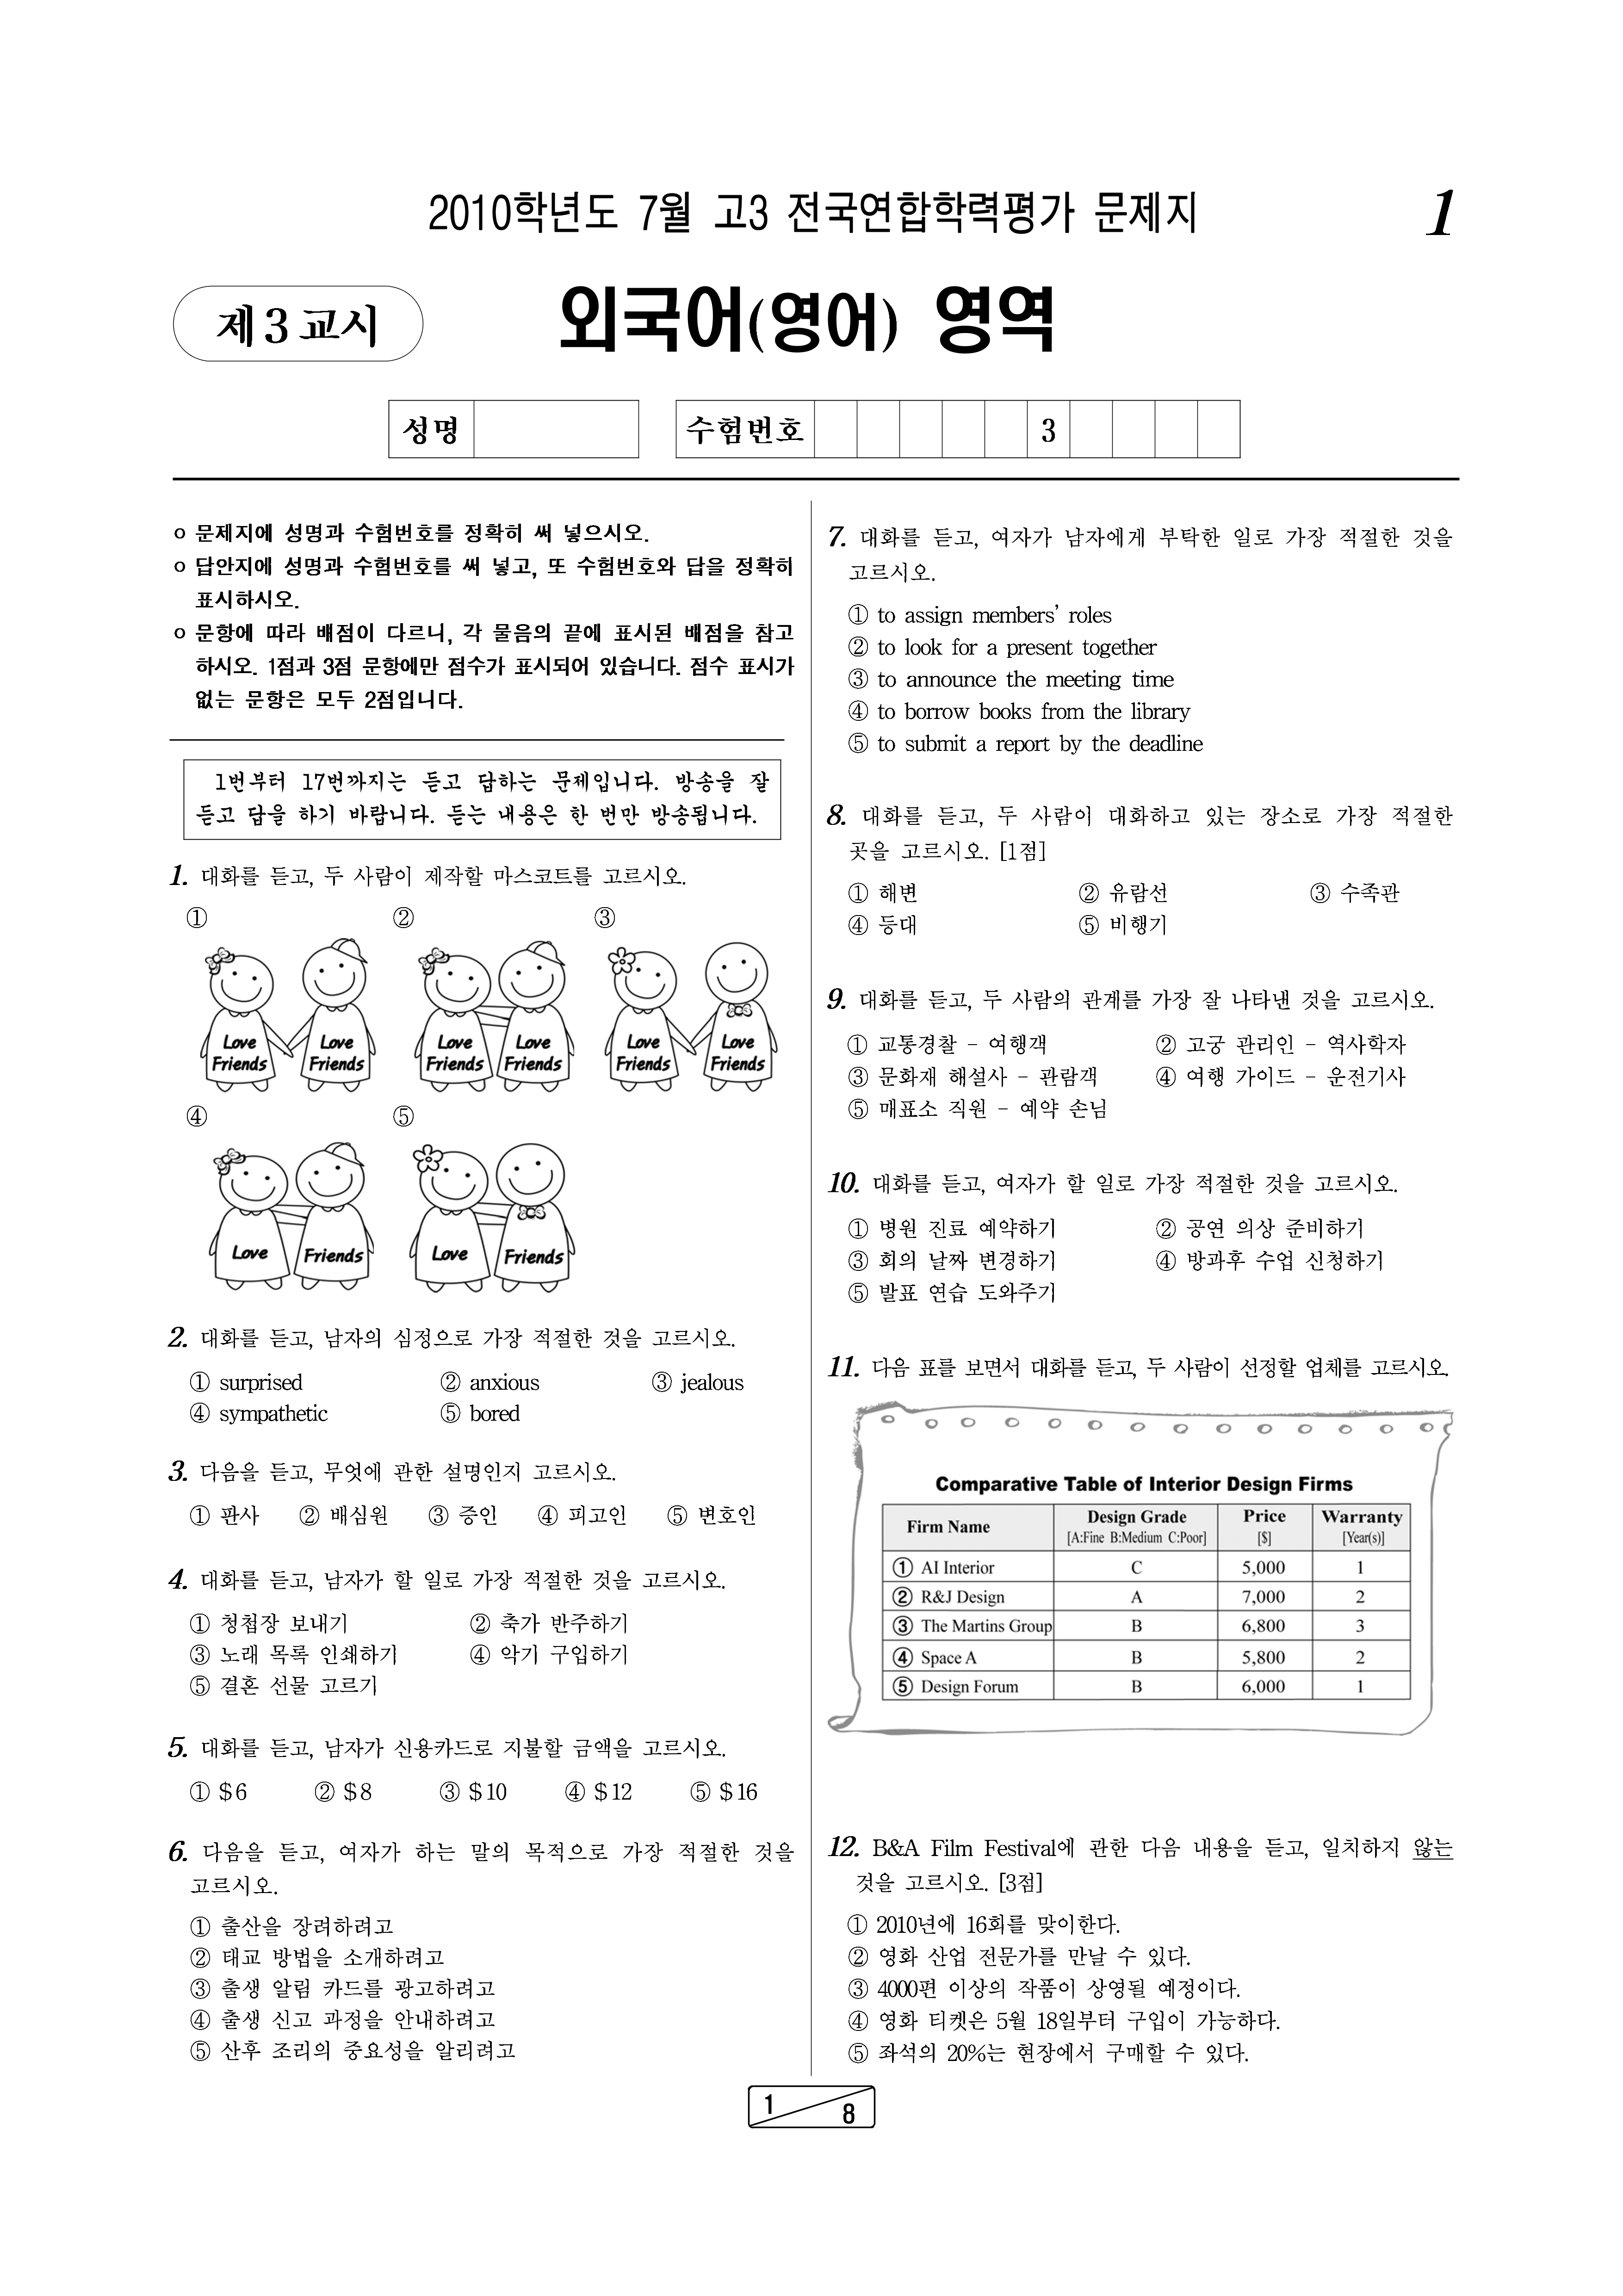 2010학년도 7월 고3 전국연합학력평가 문제지
1
제3교시
외국어(영어) 영역
성명
수험번호
3
o 문제지에 성명과 수험번호를 정확히 써 넣으시오.
o 답안지에 성명과 수험번호를 써 넣고, 또 수험번호와 답을 정확히
표시하시오.
o 문항에 따라 배점이 다르니, 각 물음의 끝에 표시된 배점을 참고
하시오. 1점과 3점 문항에만 점수가 표시되어 있습니다. 점수 표시가
없는 문항은 모두 2점입니다.
1번부터 17번까지는 듣고 답하는 문제입니다. 방송을 잘
듣고 답을 하기 바랍니다. 듣는 내용은 한 번만 방송됩니다.
1. 대화를 듣고, 두 사람이 제작할 마스코트를 고르시오.
① ② ③
Love Friends Love Friends
Love Friends Love Friends
Love Friends Love Friends
④ ⑤
Love Friends
Love Friends
2. 대화를 듣고, 남자의 심정으로 가장 적절한 것을 고르시오.
① surprised ② anxious ③ jealous
④ sympathetic ⑤ bored
3. 다음을 듣고, 무엇에 관한 설명인지 고르시오.
① 판사 ② 배심원 ③ 증인 ④ 피고인 ⑤ 변호인
4. 대화를 듣고, 남자가 할 일로 가장 적절한 것을 고르시오.
① 청첩장 보내기 ② 축가 반주하기
③ 노래 목록 인쇄하기 ④ 악기 구입하기
⑤ 결혼 선물 고르기
5. 대화를 듣고, 남자가 신용카드로 지불할 금액을 고르시오.
① $6 ② $8 ③ $10 ④ $12 ⑤ $16
6. 다음을 듣고, 여자가 하는 말의 목적으로 가장 적절한 것을
고르시오.
① 출산을 장려하려고
② 태교 방법을 소개하려고
③ 출생 알림 카드를 광고하려고
④ 출생 신고 과정을 안내하려고
⑤ 산후 조리의 중요성을 알리려고
7. 대화를 듣고, 여자가 남자에게 부탁한 일로 가장 적절한 것을
고르시오.
① to assign members' roles
② to look for a present together
③ to announce the meeting time
④ to borrow books from the library
⑤ to submit a report by the deadline
8. 대화를 듣고, 두 사람이 대화하고 있는 장소로 가장 적절한
곳을 고르시오. [1점]
① 해변 ② 유람선 ③ 수족관
④ 등대 ⑤ 비행기
9. 대화를 듣고, 두 사람의 관계를 가장 잘 나타낸 것을 고르시오.
① 교통경찰 - 여행객 ② 고궁 관리인 - 역사학자
③ 문화재 해설사 - 관람객 ④ 여행 가이드 - 운전기사
⑤ 매표소 직원 - 예약 손님
10. 대화를 듣고, 여자가 할 일로 가장 적절한 것을 고르시오.
① 병원 진료 예약하기 ② 공연 의상 준비하기
③ 회의 날짜 변경하기 ④ 방과후 수업 신청하기
⑤ 발표 연습 도와주기
11. 다음 표를 보면서 대화를 듣고, 두 사람이 선정할 업체를 고르시오.
Comparative Table of Interior Design Firms
Firm Name Design Grade [A:Fine B:Medium C:Poor] Price [$] Warranty [Year(s)]
① AI Interior C 5,000 1
② R&J Design A 7,000 2
③ The Martins Group B 6,800 3
④ Space A B 5,800 2
⑤ Design Forum B 6,000 1
12. B&A Film Festival에 관한 다음 내용을 듣고, 일치하지 않는
것을 고르시오. [3점]
① 2010년에 16회를 맞이한다.
② 영화 산업 전문가를 만날 수 있다.
③ 4000편 이상의 작품이 상영될 예정이다.
④ 영화 티켓은 5월 18일부터 구입이 가능하다.
⑤ 좌석의 20%는 현장에서 구매할 수 있다.
1
8